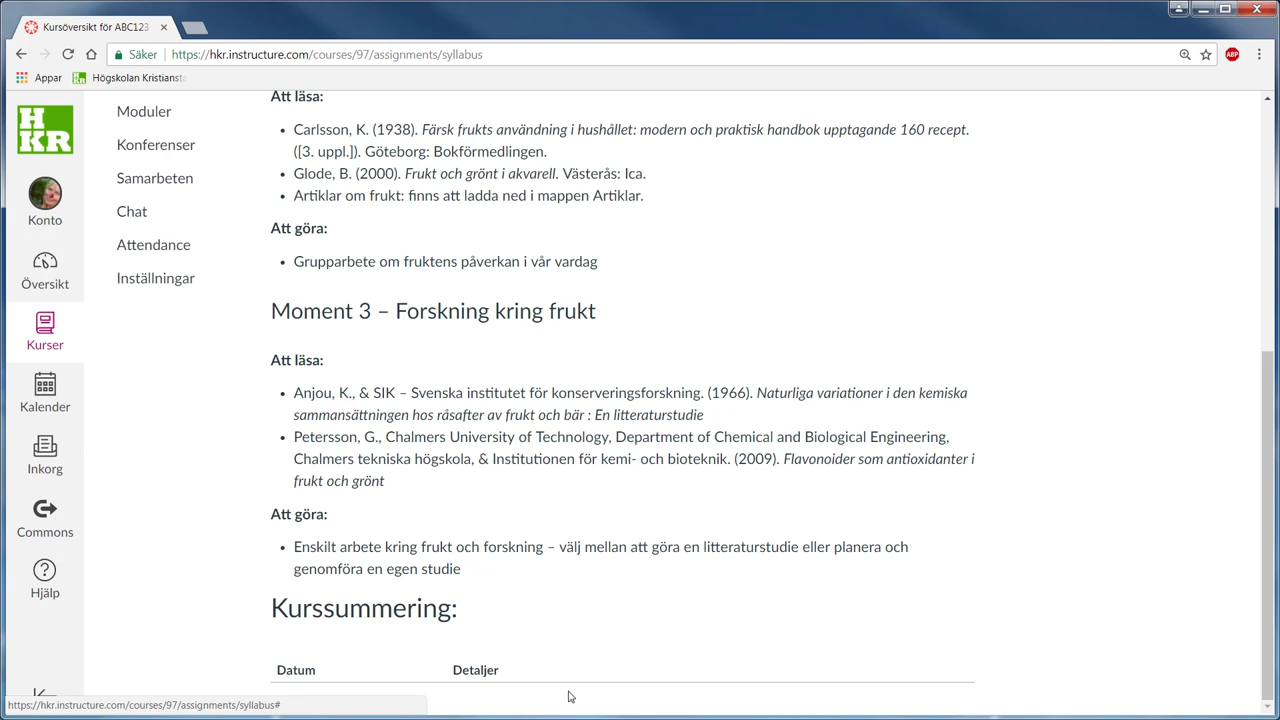 Kursöversikt för ABC123
Säker
https://hkr.instructure.com/courses/97/assignments/syllabus
ABP
Appar
Högskolan Kristiansta
H
KR
Konto
Översikt
Kurser
Kalender
Inkorg
Commons
Hjälp
Moduler
Konferenser
Samarbeten
Chat
Attendance
Inställningar
Att läsa:
• Carlsson, K. (1938). Färsk frukts användning i hushållet: modern och praktisk handbok upptagande 160 recept.
([3. uppl.]). Göteborg: Bokförmedlingen.
• Glode, B. (2000). Frukt och grönt i akvarell. Västerås: Ica.
• Artiklar om frukt: finns att ladda ned i mappen Artiklar.
Att göra:
• Grupparbete om fruktens påverkan i vår vardag
Moment 3 – Forskning kring frukt
Att läsa:
• Anjou, K., & SIK – Svenska institutet för konserveringsforskning. (1966). Naturliga variationer i den kemiska
sammansättningen hos råsafter av frukt och bär : En litteraturstudie
• Petersson, G., Chalmers University of Technology, Department of Chemical and Biological Engineering,
Chalmers tekniska högskola, & Institutionen för kemi- och bioteknik. (2009). Flavonoider som antioxidanter i
frukt och grönt
Att göra:
• Enskilt arbete kring frukt och forskning – välj mellan att göra en litteraturstudie eller planera och
genomföra en egen studie
Kurssummering:
Datum Detaljer
https://hkr.instructure.com/courses/97/assignments/syllabus#